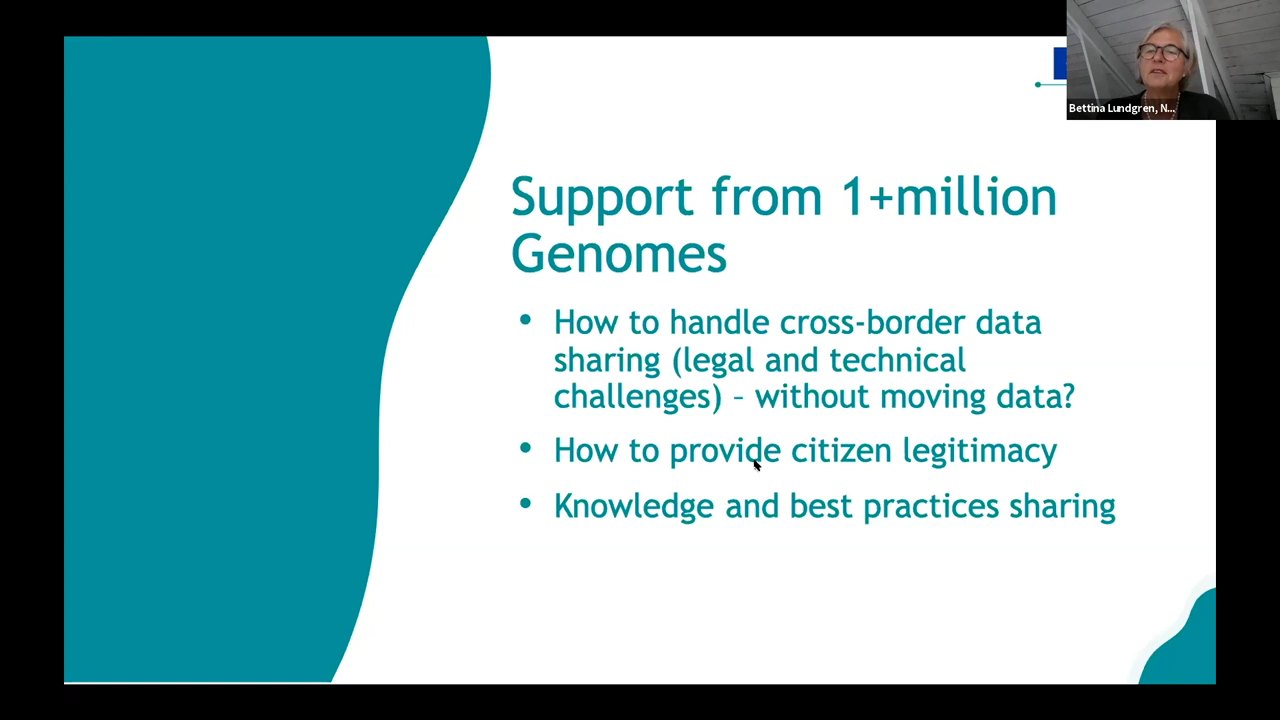 Bettina Lundgren, N...
Support from 1+million
Genomes
• How to handle cross-border data
sharing (legal and technical
challenges) – without moving data?
• How to provide citizen legitimacy
• Knowledge and best practices sharing